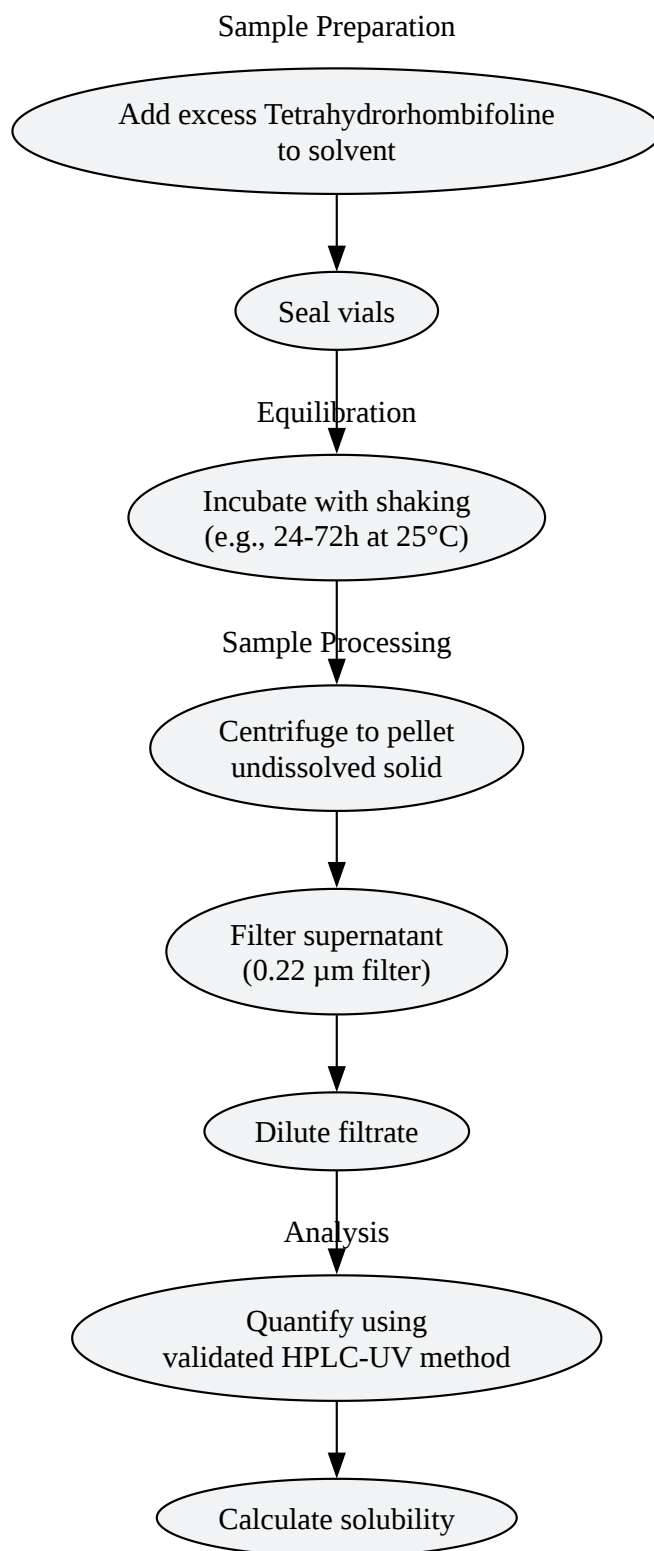 Sample Preparation
Add excess Tetrahydrorhombifoline
to solvent
Seal vials
Equilibration
Incubate with shaking
(e.g., 24-72h at 25°C)
Sample Processing
Centrifuge to pellet
undissolved solid
Filter supernatant
(0.22 µm filter)
Dilute filtrate
Analysis
Quantify using
validated HPLC-UV method
Calculate solubility